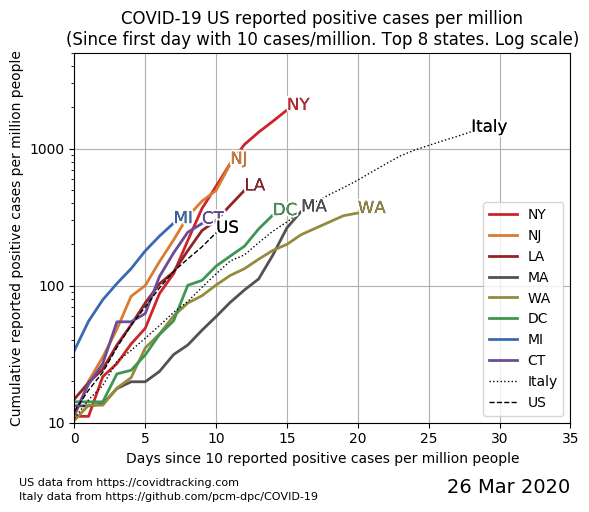 COVID-19 US reported positive cases per million
(Since first day with 10 cases/million. Top 8 states. Log scale)
Cumulative reported positive cases per million people
1000
100
10
NY
Italy
NJ
LA
MI
CT
US
DC
MA
WA
NY
NJ
LA
MA
WA
DC
MI
CT
Italy
US
0 5 10 15 20 25 30 35
Days since 10 reported positive cases per million people
US data from https://covidtracking.com
Italy data from https://github.com/pcm-dpc/COVID-19
26 Mar 2020